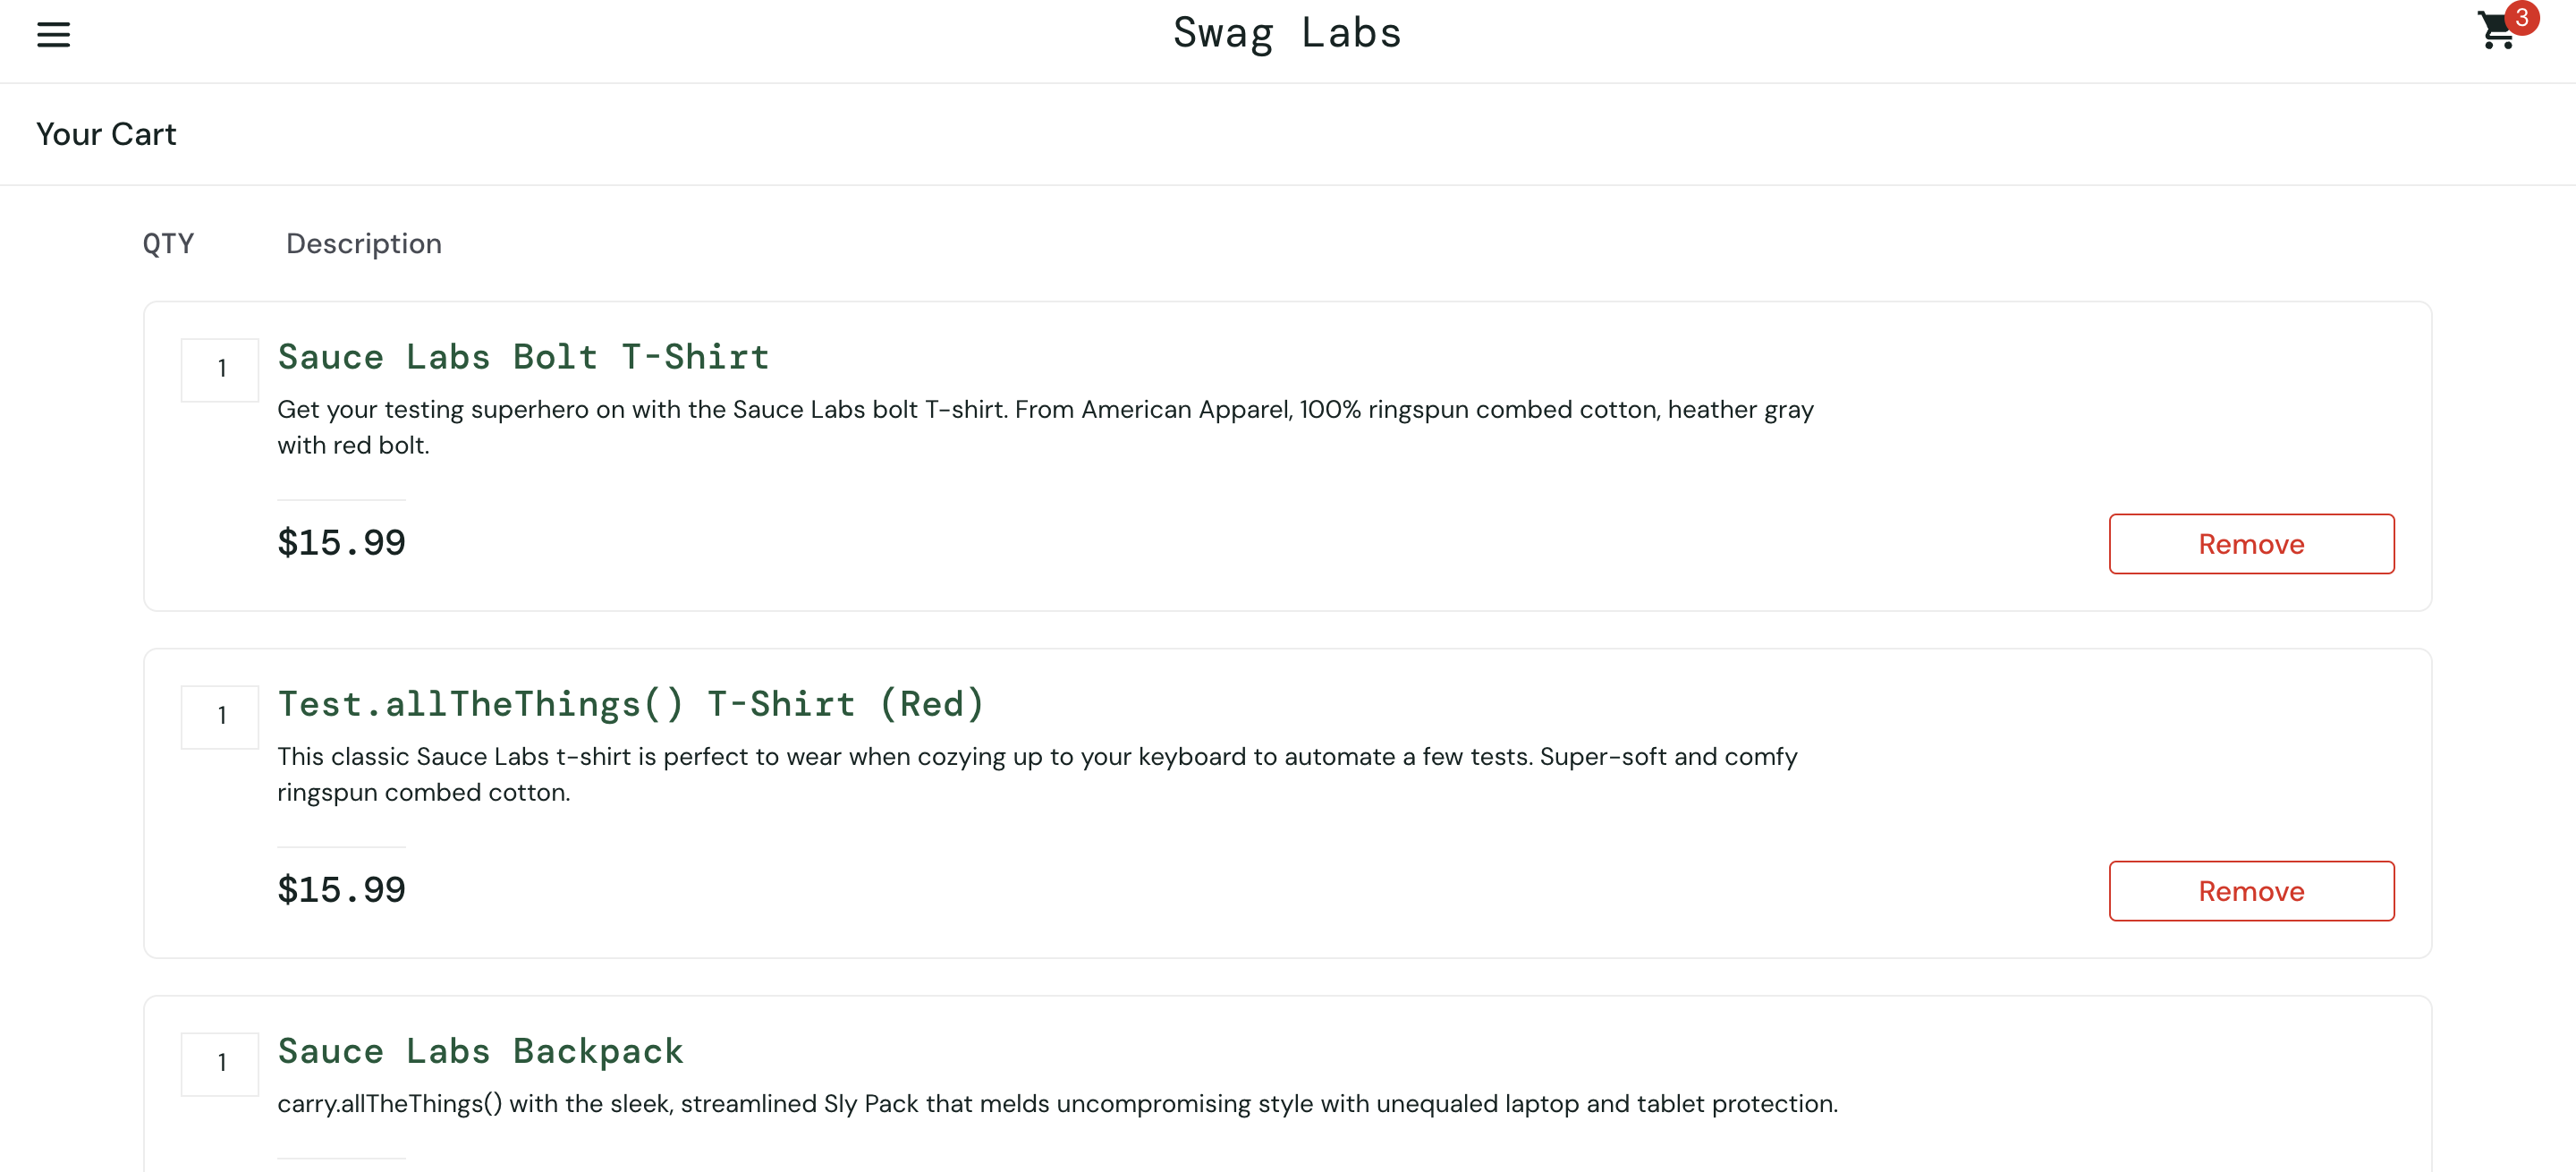 Swag Labs
3
Your Cart
QTY Description
1 Sauce Labs Bolt T-Shirt
Get your testing superhero on with the Sauce Labs bolt T-shirt. From American Apparel, 100% ringspun combed cotton, heather gray
with red bolt.
$15.99 Remove
1 Test.allTheThings() T-Shirt (Red)
This classic Sauce Labs t-shirt is perfect to wear when cozying up to your keyboard to automate a few tests. Super-soft and comfy
ringspun combed cotton.
$15.99 Remove
1 Sauce Labs Backpack
carry.allTheThings() with the sleek, streamlined Sly Pack that melds uncompromising style with unequaled laptop and tablet protection.